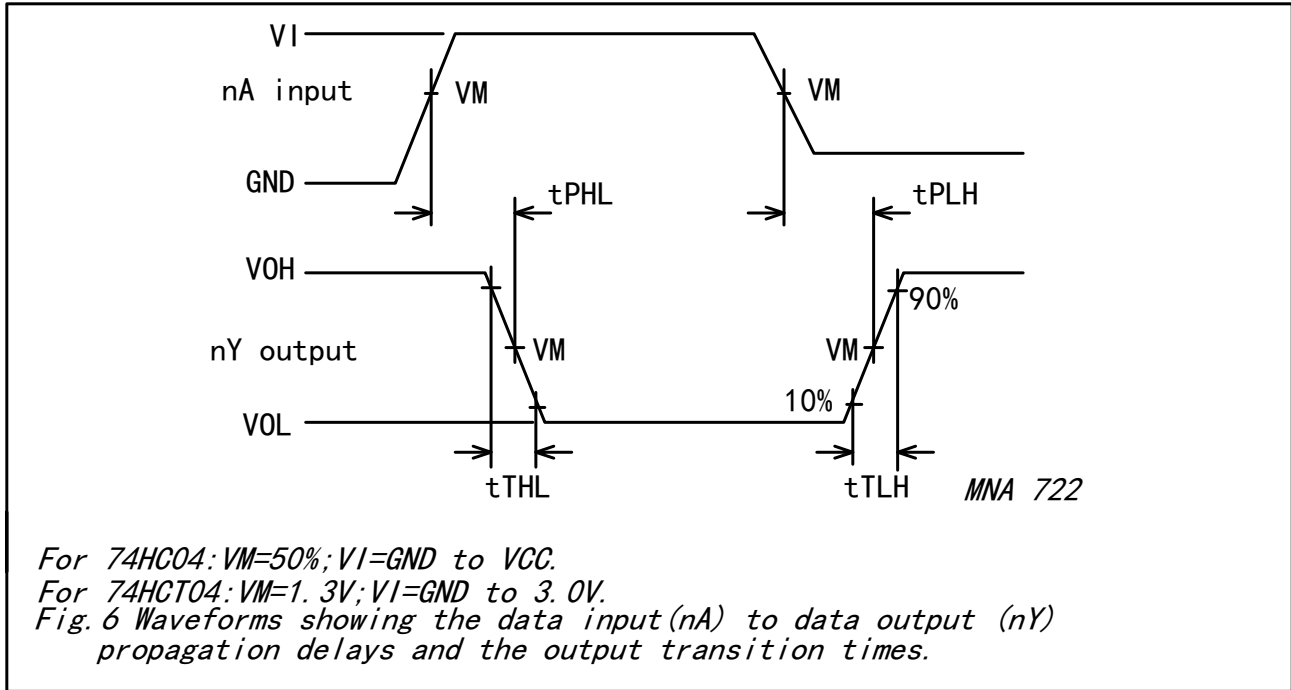 VI
nA input
VM
VM
GND
tPHL
tPLH
VOH
90%
nY output
VM
VM
10%
VOL
tTHL
tTLH
MNA 722
For 74HC04:VM=50%;VI=GND to VCC.
For 74HCT04:VM=1.3V;VI=GND to 3.0V.
Fig.6 Waveforms showing the data input(nA) to data output (nY)
propagation delays and the output transition times.